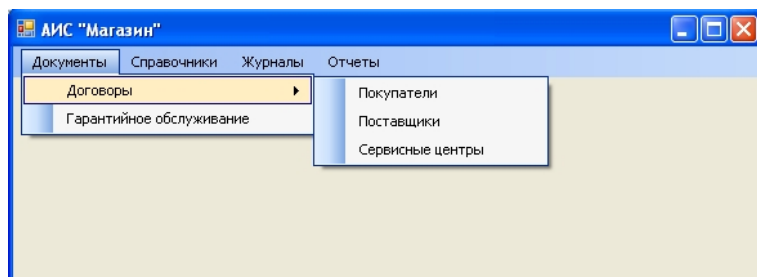 АИС "Магазин"
Документы Справочники Журналы Отчеты
Договоры
Гарантийное обслуживание
Покупатели
Поставщики
Сервисные центры